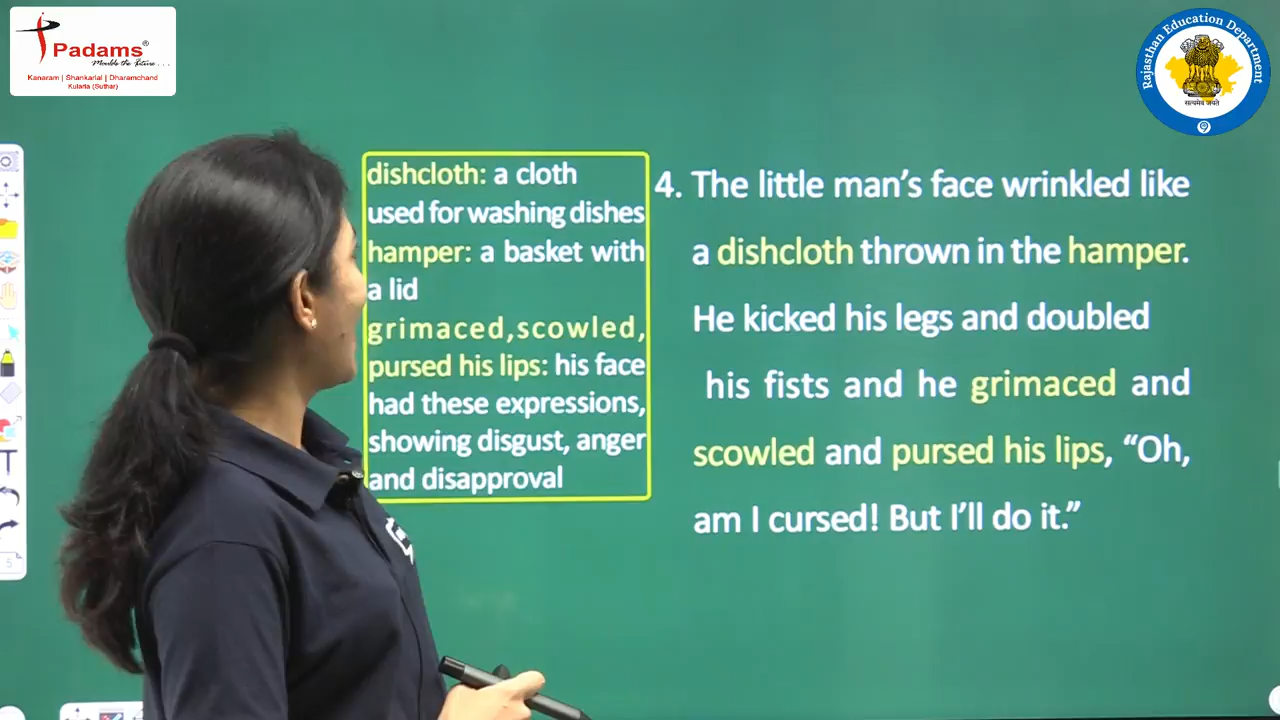 Padams®
Moulds the Future...
Kanaram | Shankarlal | Dharamchand
Kularia (Suthar)
Rajasthan Education Department
सत्यमेव जयते
dishcloth: a cloth
used for washing dishes
hamper: a basket with
a lid
grimaced,scowled,
pursed his lips: his face
had these expressions,
showing disgust, anger
and disapproval
4. The little man’s face wrinkled like
a dishcloth thrown in the hamper.
He kicked his legs and doubled
his fists and he grimaced and
scowled and pursed his lips, “Oh,
am I cursed! But I’ll do it.”
T
5